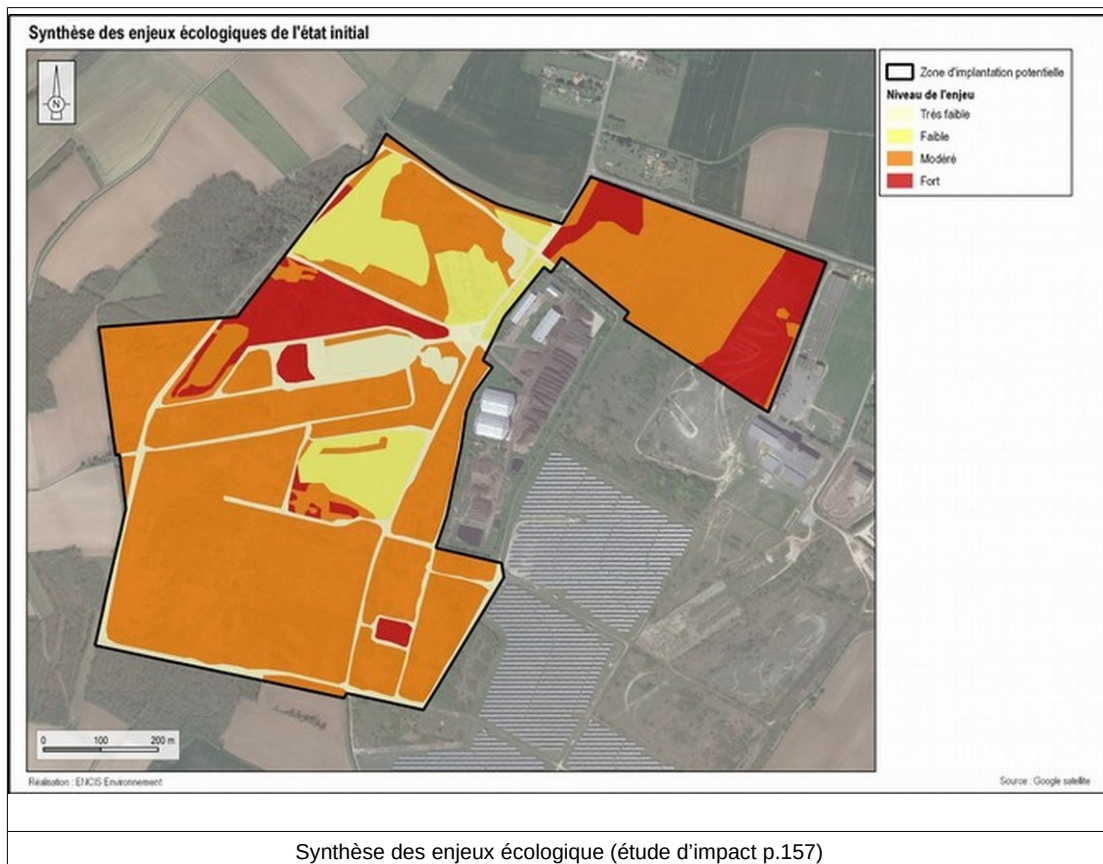 Synthèse des enjeux écologiques de l'état initial
N
Zone d'implantation potentielle
Niveau de l'enjeu
Très faible
Faible
Modéré
Fort
0 100 200 m
Réalisation : ENCIS Environnement
Source : Google satellite
Synthèse des enjeux écologique (étude d'impact p.157)